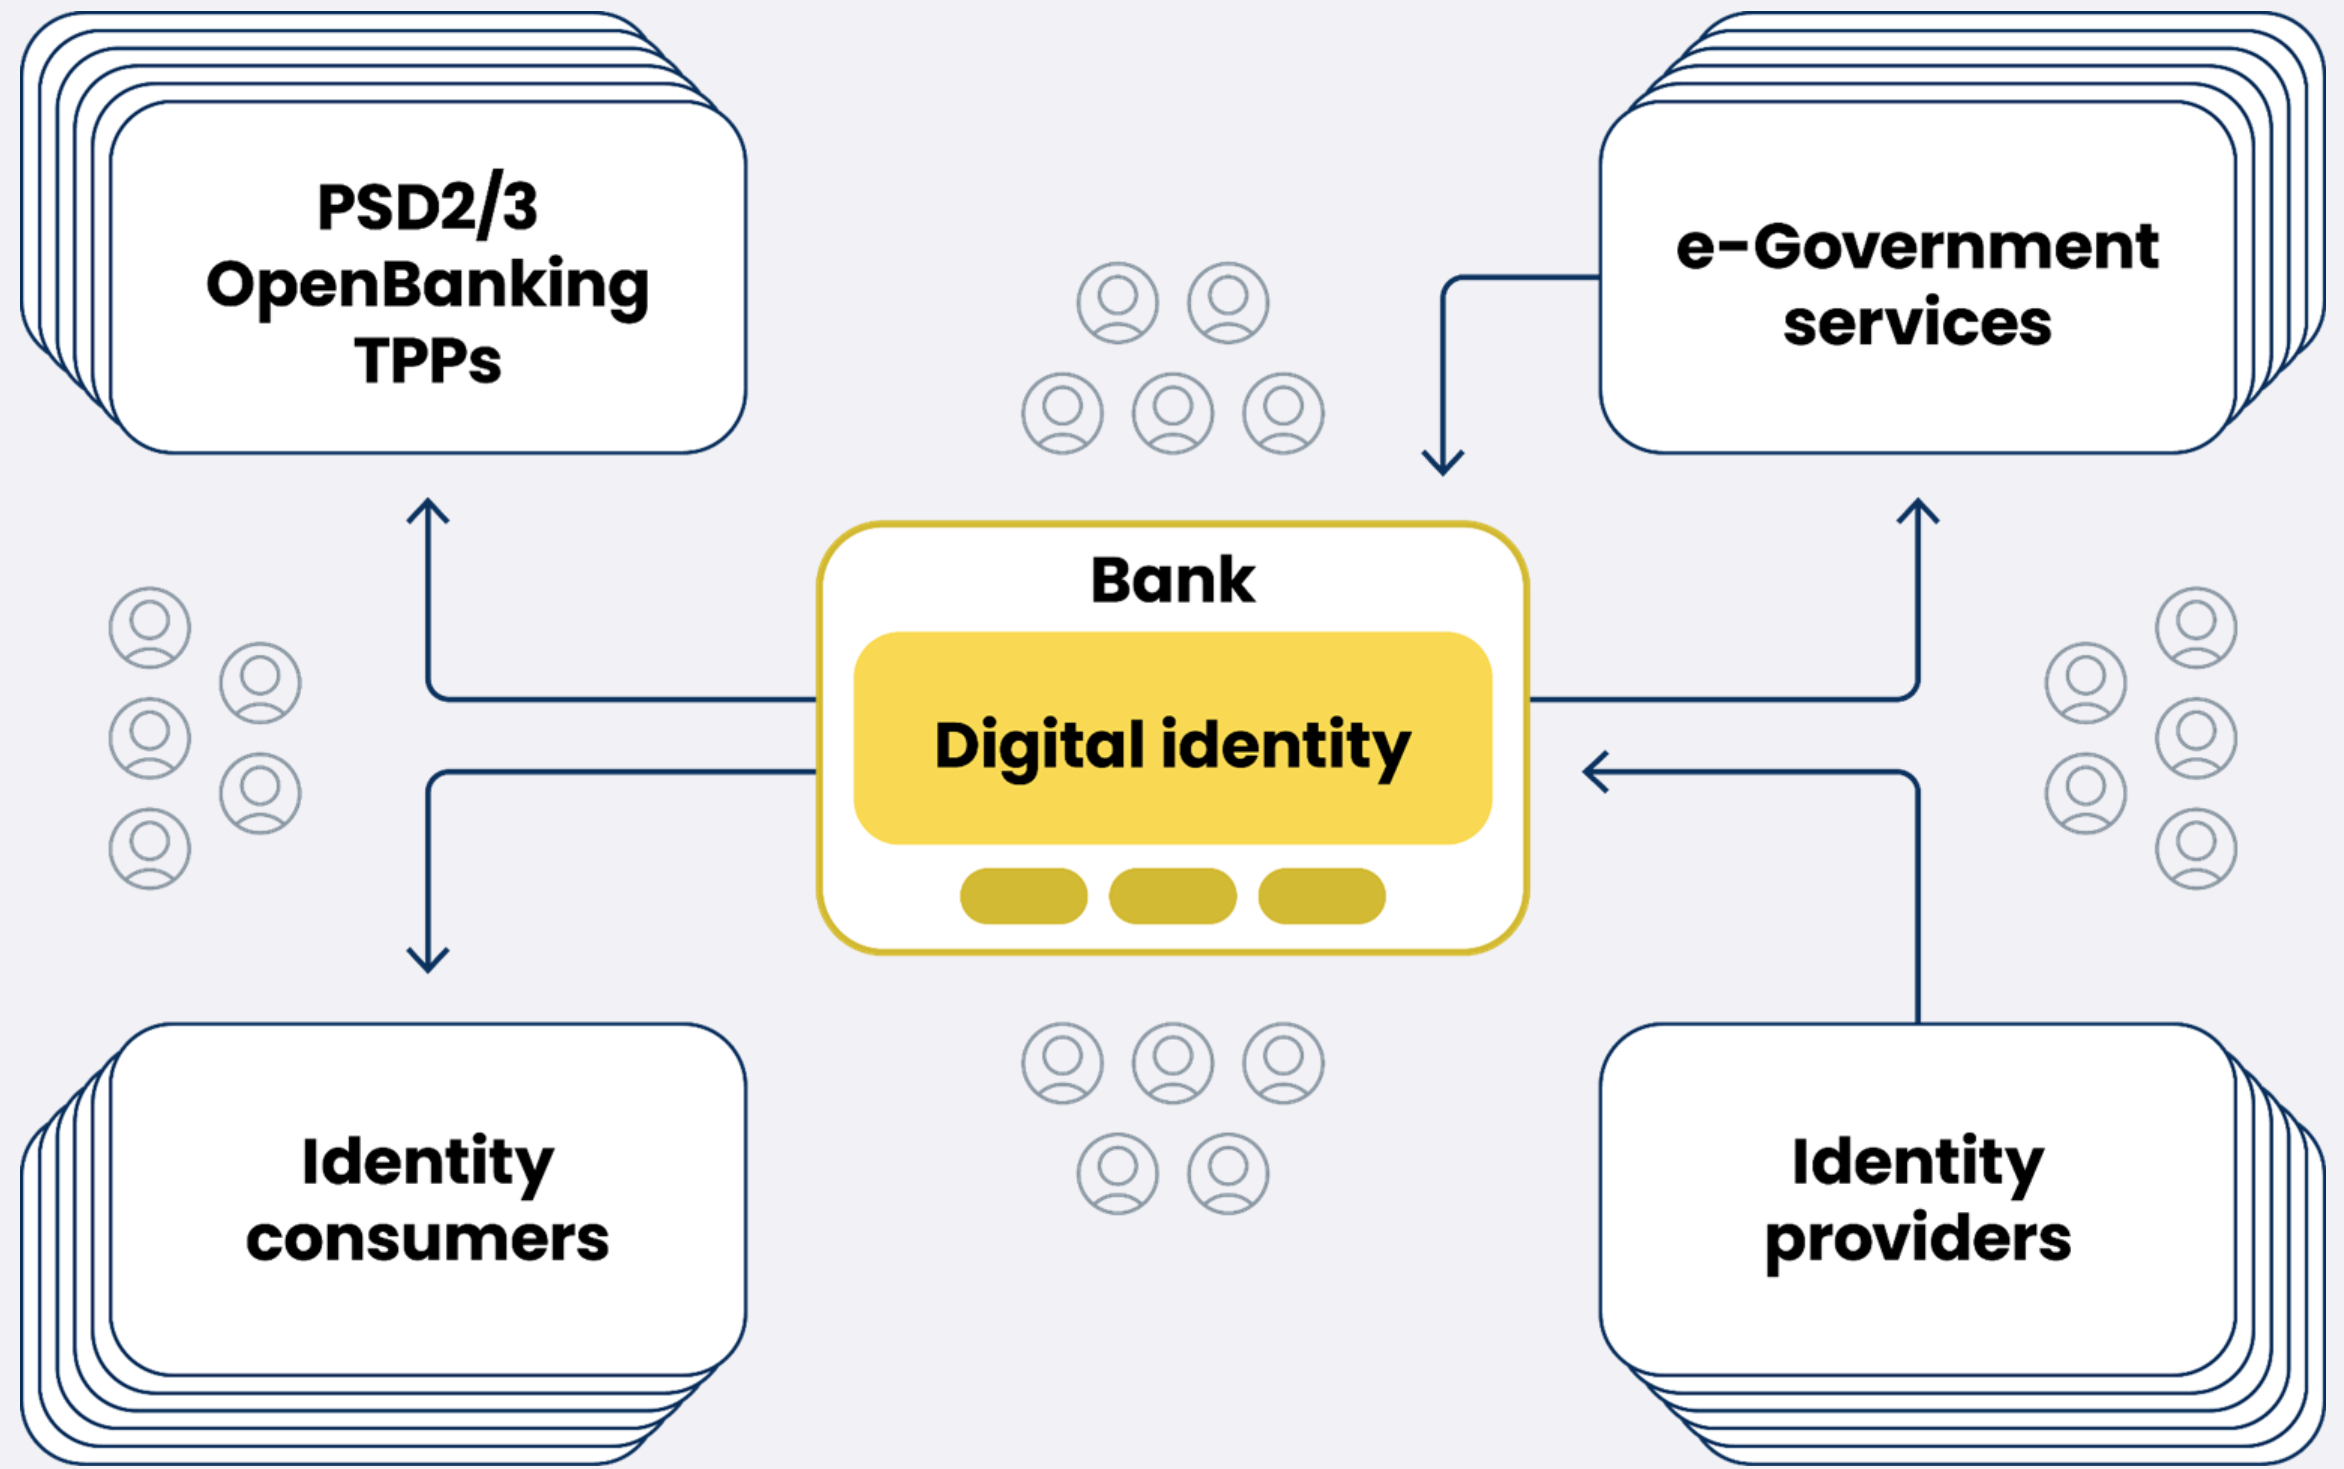 PSD2/3
OpenBanking
TPPs
e-Government
services
Bank
Digital identity
Identity
consumers
Identity
providers